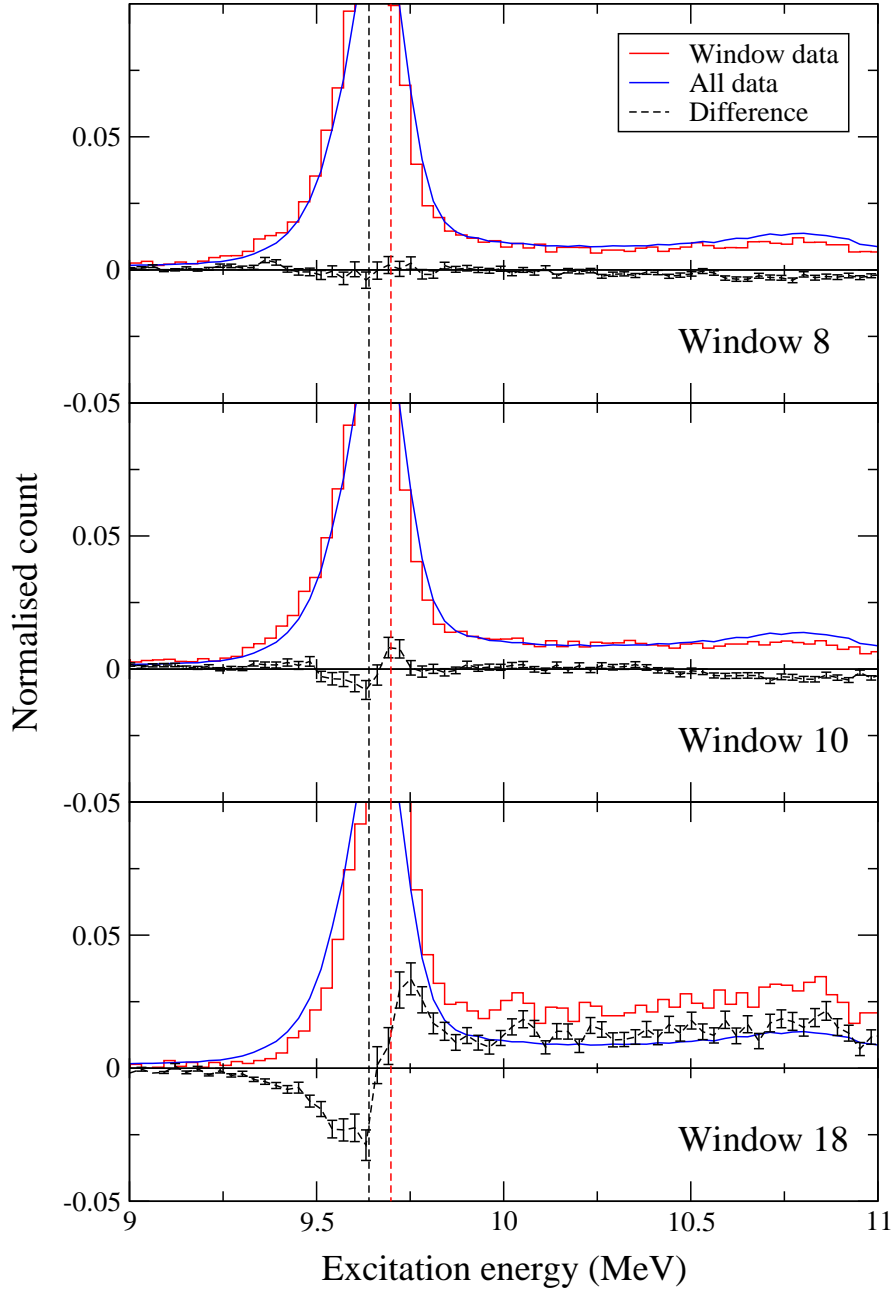 Window data
All data
Difference
0.05
0
Window 8
-0.05
0.05
0
Window 10
-0.05
0.05
0
Window 18
-0.05
9
9.5
10
10.5
11
Normalised count
Excitation energy (MeV)